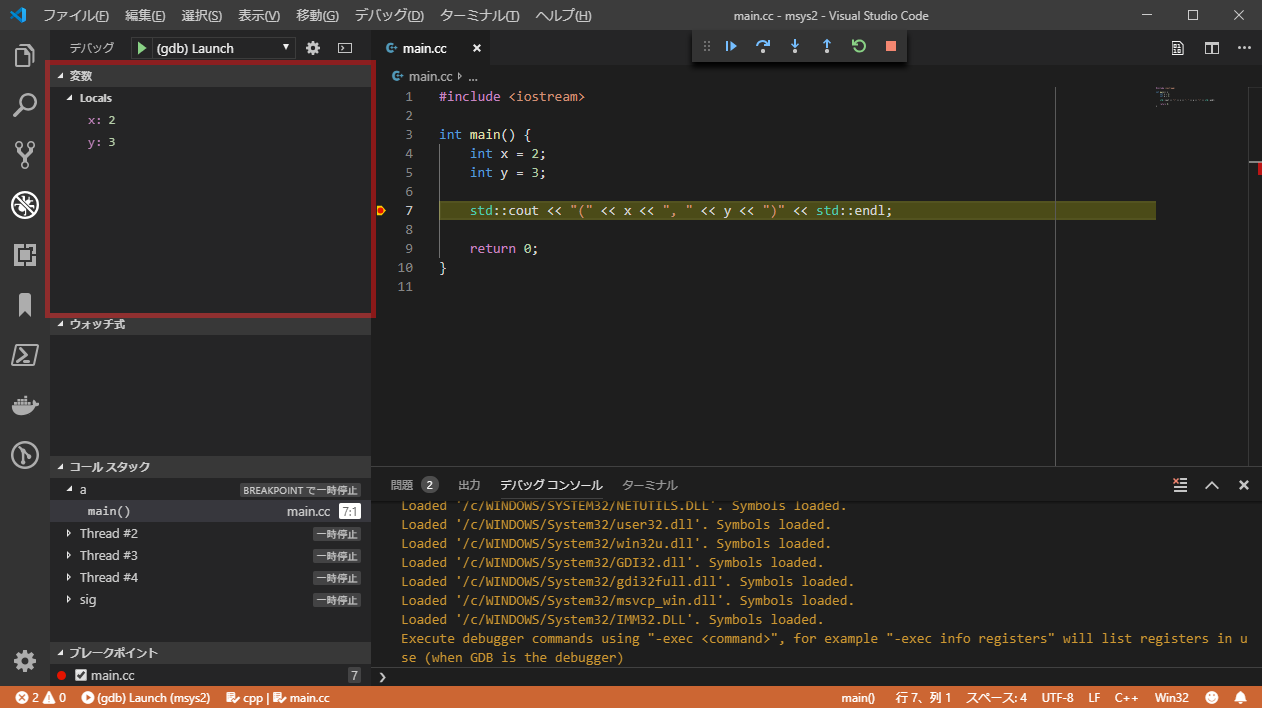 ファイル(F) 編集(E) 選択(S) 表示(V) 移動(G) デバッグ(D) ターミナル(T) ヘルプ(H) main.cc - msys2 - Visual Studio Code
デバッグ (gdb) Launch
変数
Locals
x: 2
y: 3
ウォッチ式
コール スタック
a BREAKPOINT で一時停止
main() main.cc 7:1
Thread #2 一時停止
Thread #3 一時停止
Thread #4 一時停止
sig 一時停止
ブレークポイント
main.cc 7
main.cc
main.cc ...
1 #include <iostream>
2
3 int main() {
4 int x = 2;
5 int y = 3;
6
7 std::cout << "(" << x << ", " << y << ")" << std::endl;
8
9 return 0;
10 }
11
問題 2 出力 デバッグ コンソール ターミナル
Loaded '/c/WINDOWS/SYSTEM32/NETUTILS.DLL'. Symbols loaded.
Loaded '/c/WINDOWS/System32/user32.dll'. Symbols loaded.
Loaded '/c/WINDOWS/System32/win32u.dll'. Symbols loaded.
Loaded '/c/WINDOWS/System32/GDI32.dll'. Symbols loaded.
Loaded '/c/WINDOWS/System32/gdi32full.dll'. Symbols loaded.
Loaded '/c/WINDOWS/System32/msvcp_win.dll'. Symbols loaded.
Loaded '/c/WINDOWS/System32/IMM32.DLL'. Symbols loaded.
Execute debugger commands using "-exec <command>", for example "-exec info registers" will list registers in u
se (when GDB is the debugger)
2 0 (gdb) Launch (msys2) cpp | main.cc main() 行 7、列 1 スペース: 4 UTF-8 LF C++ Win32